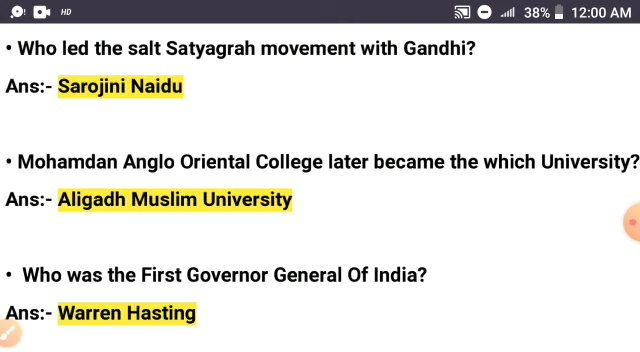 HD 38% 12:00 AM
• Who led the salt Satyagrah movement with Gandhi?
Ans:- Sarojini Naidu
• Mohamdan Anglo Oriental College later became the which University?
Ans:- Aligadh Muslim University
• Who was the First Governor General Of India?
Ans:- Warren Hasting